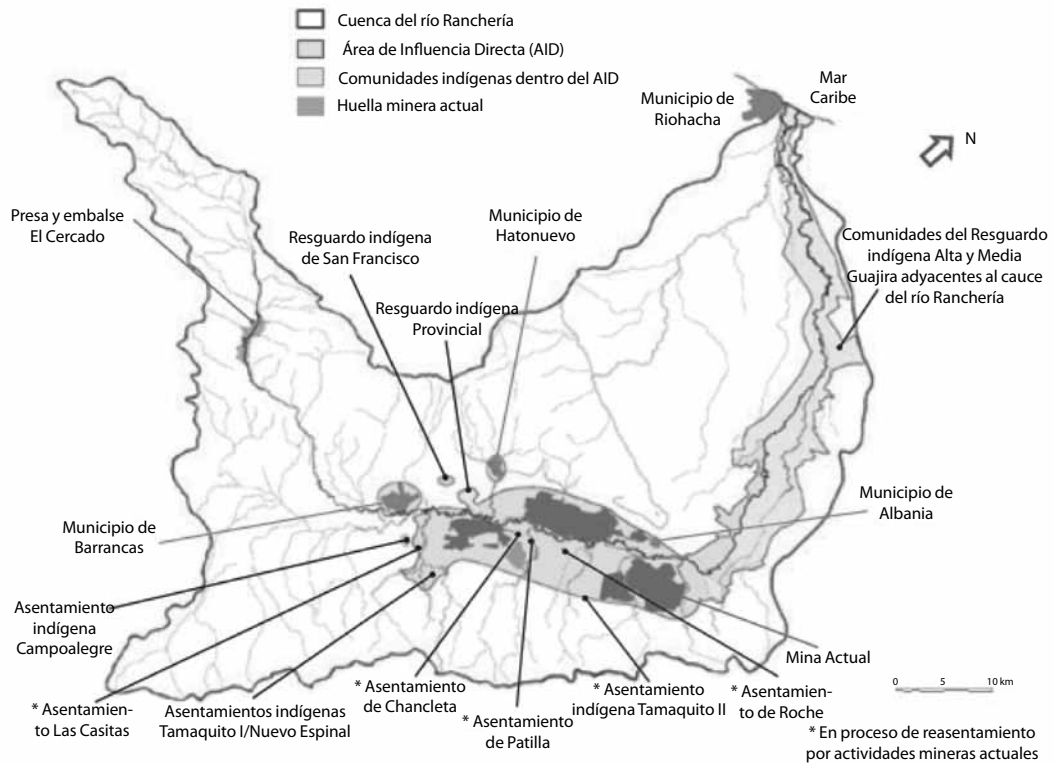 Cuenca del río Ranchería
Área de Influencia Directa (AID)
Comunidades indígenas dentro del AID
Huella minera actual
Mar
Caribe
Municipio de
Riohacha
N
Presa y embalse
El Cercado
Resguardo indígena
de San Francisco
Municipio de
Hatonuevo
Resguardo indígena
Provincial
Comunidades del Resguardo
indígena Alta y Media
Guajira adyacentes al cauce
del río Ranchería
Municipio de
Barrancas
Municipio de
Albania
Asentamiento
indígena
Campoalegre
Mina Actual
* Asentamien-
to Las Casitas
Asentamientos indígenas
Tamaquito I/Nuevo Espinal
* Asentamiento
de Chancleta
* Asentamiento
de Patilla
* Asentamiento
indígena Tamaquito II
* Asentamien-
to de Roche
0 5 10 km
* En proceso de reasentamiento
por actividades mineras actuales